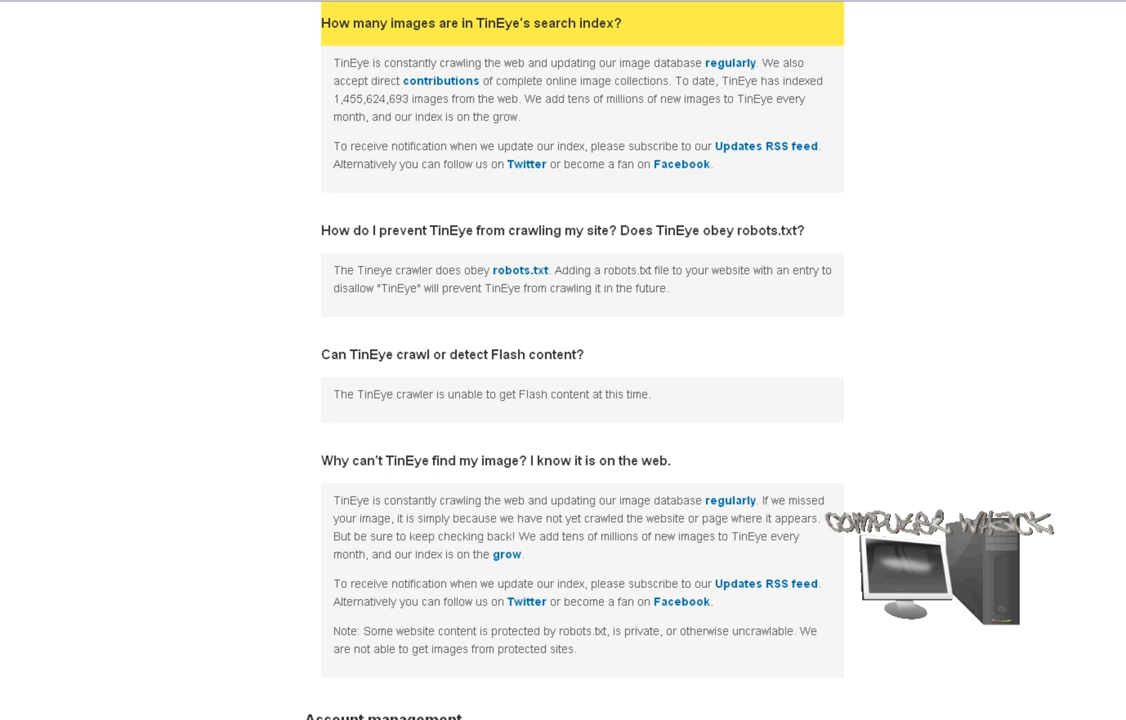 How many images are in TinEye's search index?
TinEye is constantly crawling the web and updating our image database regularly. We also
accept direct contributions of complete online image collections. To date, TinEye has indexed
1,455,624,693 images from the web. We add tens of millions of new images to TinEye every
month, and our index is on the grow.
To receive notification when we update our index, please subscribe to our Updates RSS feed.
Alternatively you can follow us on Twitter or become a fan on Facebook.
How do I prevent TinEye from crawling my site? Does TinEye obey robots.txt?
The Tineye crawler does obey robots.txt. Adding a robots.txt file to your website with an entry to
disallow "TinEye" will prevent TinEye from crawling it in the future.
Can TinEye crawl or detect Flash content?
The TinEye crawler is unable to get Flash content at this time.
Why can't TinEye find my image? I know it is on the web.
TinEye is constantly crawling the web and updating our image database regularly. If we missed
your image, it is simply because we have not yet crawled the website or page where it appears.
But be sure to keep checking back! We add tens of millions of new images to TinEye every
month, and our index is on the grow.
To receive notification when we update our index, please subscribe to our Updates RSS feed.
Alternatively you can follow us on Twitter or become a fan on Facebook.
Note: Some website content is protected by robots.txt, is private, or otherwise uncrawlable. We
are not able to get images from protected sites.
COMPUTER WHACK
Account management